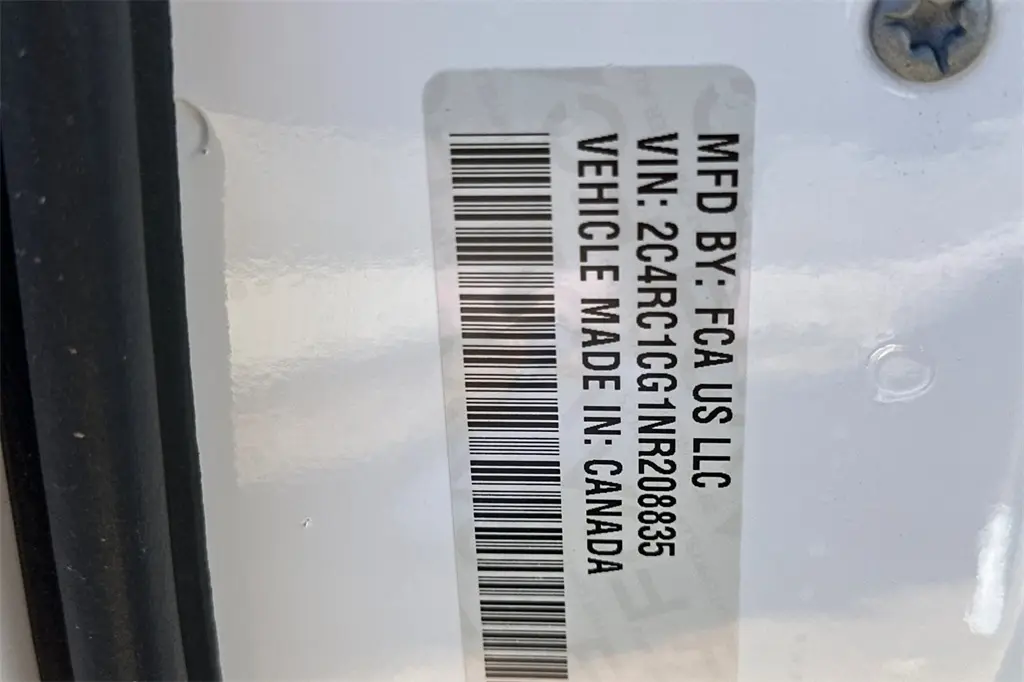 MFD BY: FCA US LLC
VIN: 2C4RC1CG1NR208835
VEHICLE MADE IN: CANADA